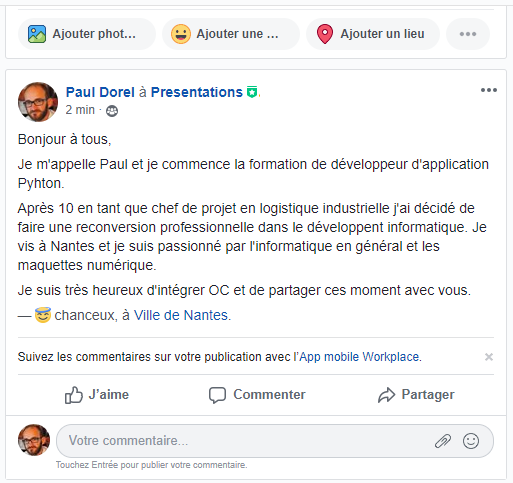 Ajouter phot... Ajouter une ... Ajouter un lieu
Paul Dorel à Presentations
2 min ·
Bonjour à tous,
Je m'appelle Paul et je commence la formation de développeur d'application
Pyhton.
Après 10 en tant que chef de projet en logistique industrielle j'ai décidé de
faire une reconversion professionnelle dans le développent informatique. Je
vis à Nantes et je suis passionné par l'informatique en général et les
maquettes numérique.
Je suis très heureux d'intégrer OC et de partager ces moment avec vous.
— 😇 chanceux, à Ville de Nantes.
Suivez les commentaires sur votre publication avec l'App mobile Workplace.
J'aime Commenter Partager
Votre commentaire...
Touchez Entrée pour publier votre commentaire.